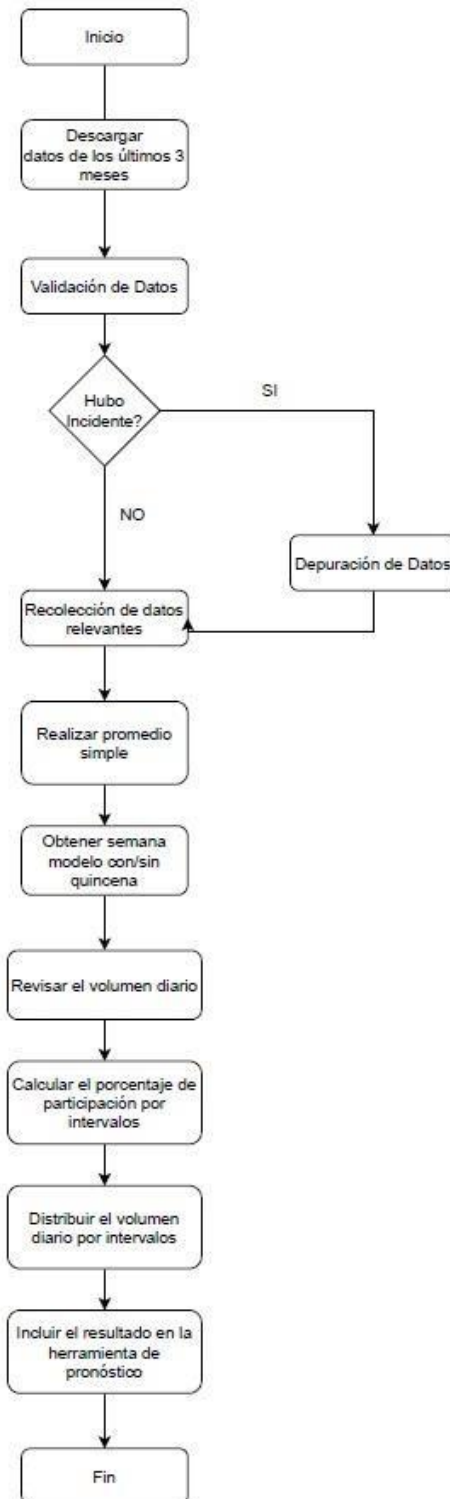 Inicio
Descargar
datos de los últimos 3
meses
Validación de Datos
Hubo
Incidente?
SI
NO
Depuración de Datos
Recolección de datos
relevantes
Realizar promedio
simple
Obtener semana
modelo con/sin
quincena
Revisar el volumen diario
Calcular el porcentaje de
participación por
intervalos
Distribuir el volumen
diario por intervalos
Incluir el resultado en la
herramienta de
pronóstico
Fin